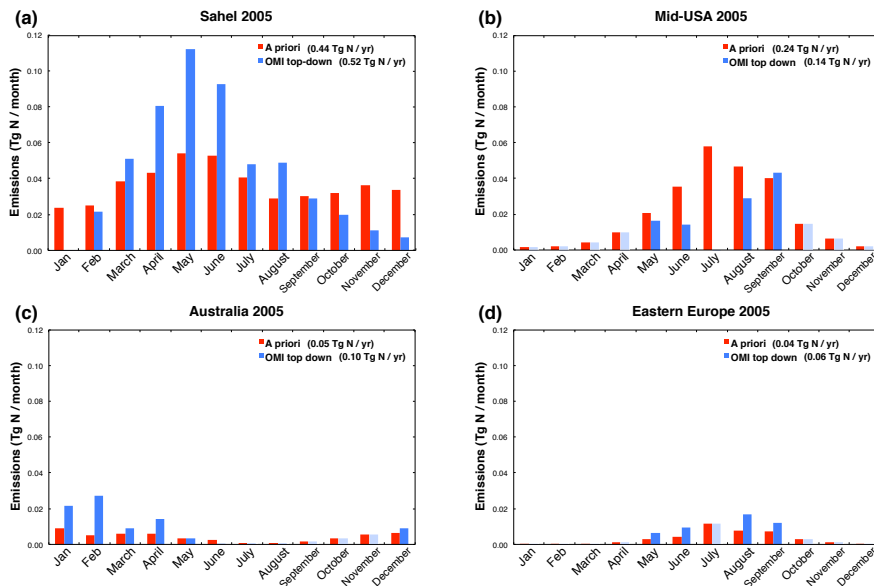 (a)
Sahel 2005
A priori (0.44 Tg N / yr)
OMI top-down (0.52 Tg N / yr)
Emissions (Tg N / month)
0.12
0.10
0.08
0.06
0.04
0.02
0.00
Jan Feb March April May June July August September October November December
(b)
Mid-USA 2005
A priori (0.24 Tg N / yr)
OMI top down (0.14 Tg N / yr)
Emissions (Tg N / month)
0.12
0.10
0.08
0.06
0.04
0.02
0.00
Jan Feb March April May June July August September October November December
(c)
Australia 2005
A priori (0.05 Tg N / yr)
OMI top down (0.10 Tg N / yr)
Emissions (Tg N / month)
0.12
0.10
0.08
0.06
0.04
0.02
0.00
Jan Feb March April May June July August September October November December
(d)
Eastern Europe 2005
A priori (0.04 Tg N / yr)
OMI top down (0.06 Tg N / yr)
Emissions (Tg N / month)
0.12
0.10
0.08
0.06
0.04
0.02
0.00
Jan Feb March April May June July August September October November December